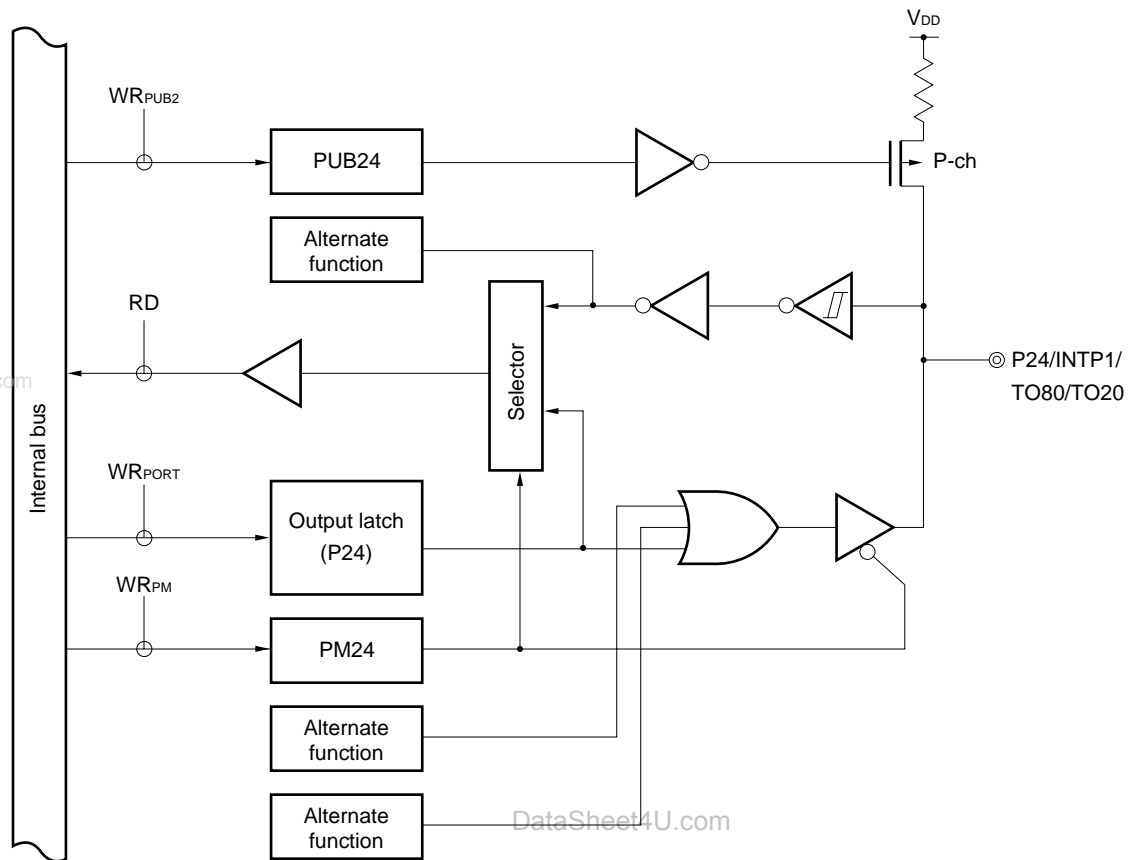 VDD
WRPUB2
PUB24
P-ch
Alternate
function
RD
Selector
P24/INTP1/
TO80/TO20
Internal bus
WRPORT
Output latch
(P24)
WRPM
PM24
Alternate
function
Alternate
function
DataSheet4U.com